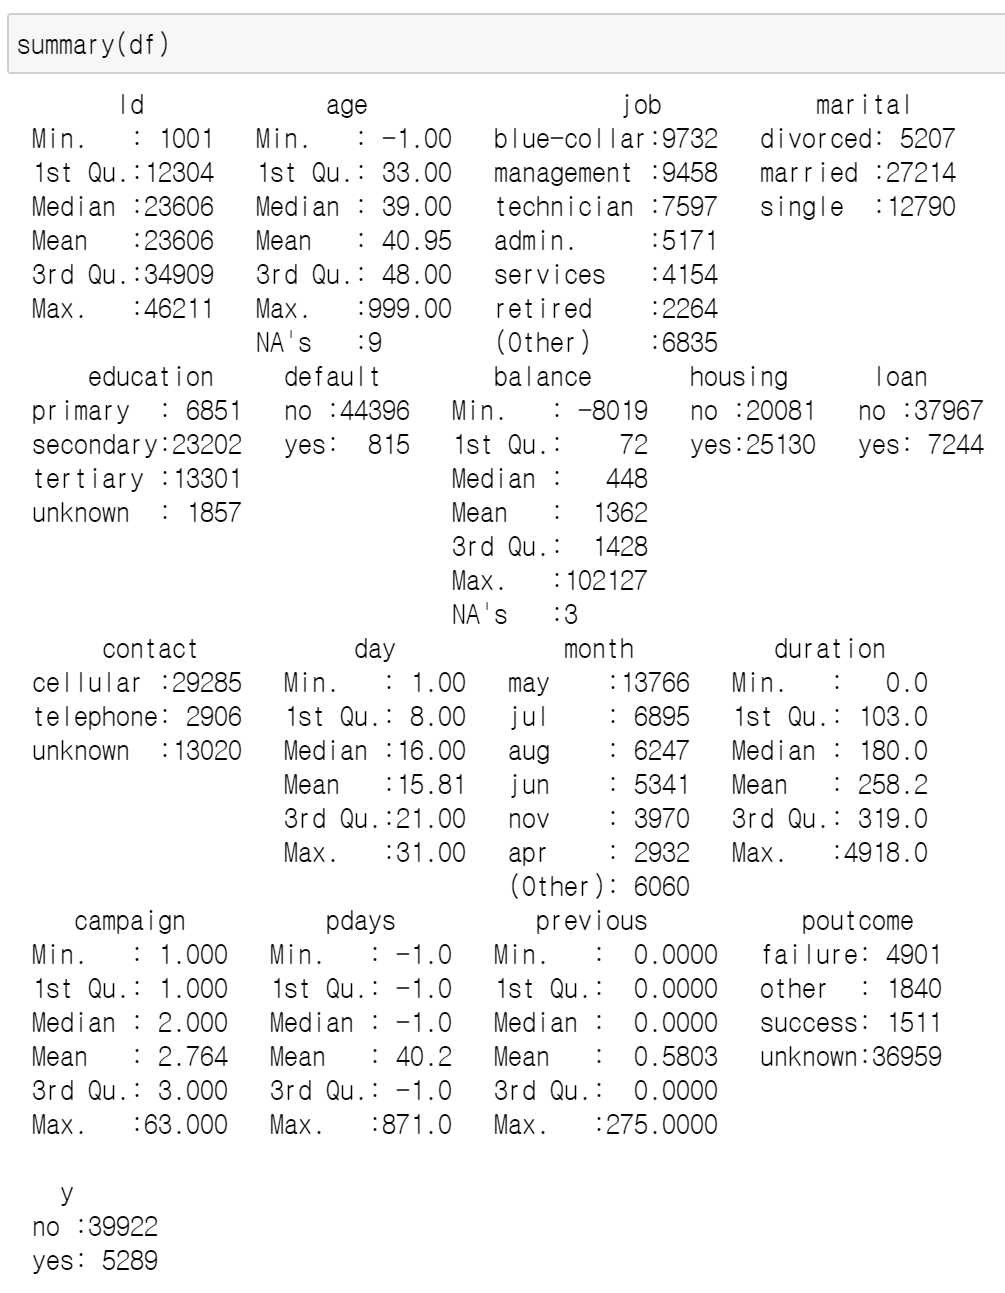 summary(df)
Id age job marital
Min. : 1001 Min. : -1.00 blue-collar:9732 divorced: 5207
1st Qu.:12304 1st Qu.: 33.00 management :9458 married :27214
Median :23606 Median : 39.00 technician :7597 single :12790
Mean :23606 Mean : 40.95 admin. :5171
3rd Qu.:34909 3rd Qu.: 48.00 services :4154
Max. :46211 Max. :999.00 retired :2264
NA's :9 (Other) :6835
education default balance housing loan
primary : 6851 no :44396 Min. : -8019 no :20081 no :37967
secondary:23202 yes: 815 1st Qu.: 72 yes:25130 yes: 7244
tertiary :13301 Median : 448
unknown : 1857 Mean : 1362
3rd Qu.: 1428
Max. :102127
NA's :3
contact day month duration
cellular :29285 Min. : 1.00 may :13766 Min. : 0.0
telephone: 2906 1st Qu.: 8.00 jul : 6895 1st Qu.: 103.0
unknown :13020 Median :16.00 aug : 6247 Median : 180.0
Mean :15.81 jun : 5341 Mean : 258.2
3rd Qu.:21.00 nov : 3970 3rd Qu.: 319.0
Max. :31.00 apr : 2932 Max. :4918.0
(Other): 6060
campaign pdays previous poutcome
Min. : 1.000 Min. : -1.0 Min. : 0.0000 failure: 4901
1st Qu.: 1.000 1st Qu.: -1.0 1st Qu.: 0.0000 other : 1840
Median : 2.000 Median : -1.0 Median : 0.0000 success: 1511
Mean : 2.764 Mean : 40.2 Mean : 0.5803 unknown:36959
3rd Qu.: 3.000 3rd Qu.: -1.0 3rd Qu.: 0.0000
Max. :63.000 Max. :871.0 Max. :275.0000
y
no :39922
yes: 5289